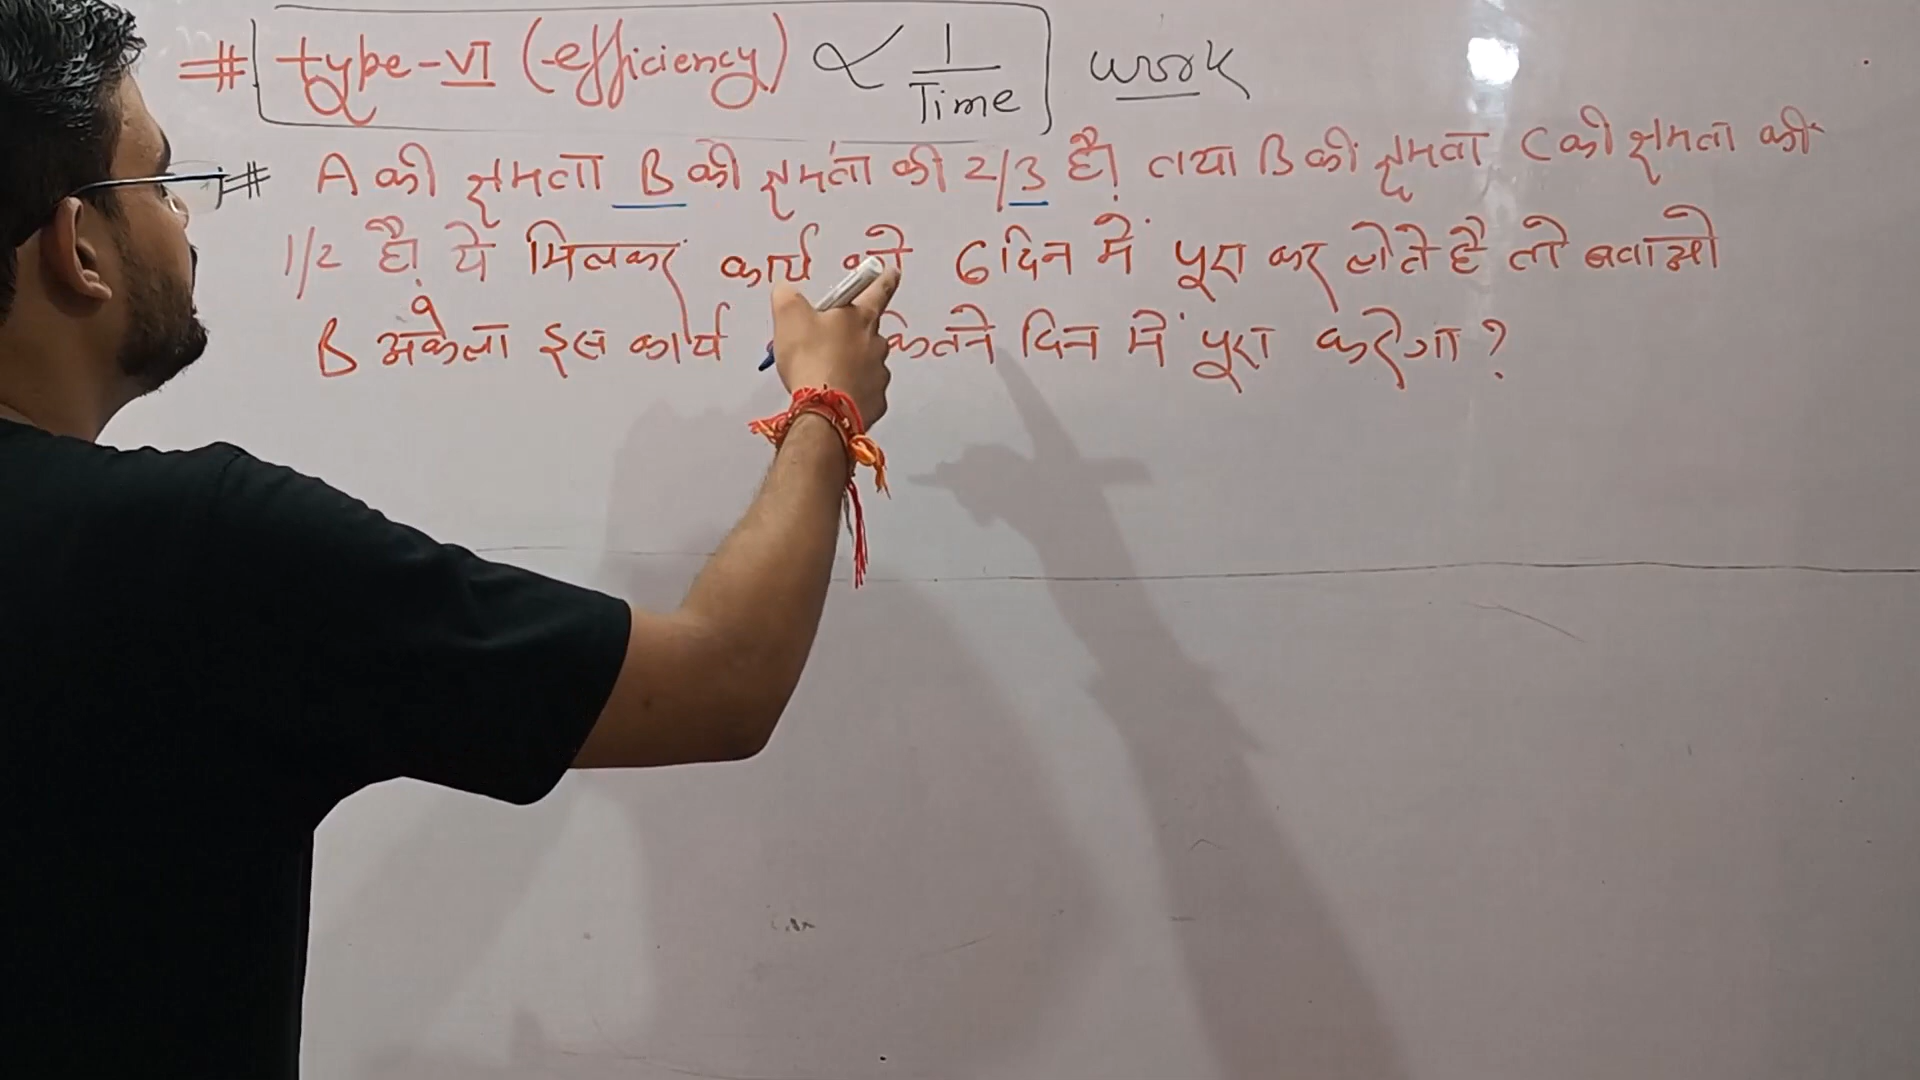 # type-VI (efficiency) ∝ 1/Time work
# A की क्षमता B की क्षमता की 2/3 है। तथा B की क्षमता C की क्षमता की
1/2 है। ये मिलकर कार्य को 6 दिन में पूरा कर लेते है तो बताओ
B अकेला इस कार्य कितने दिन में पूरा करेगा ?